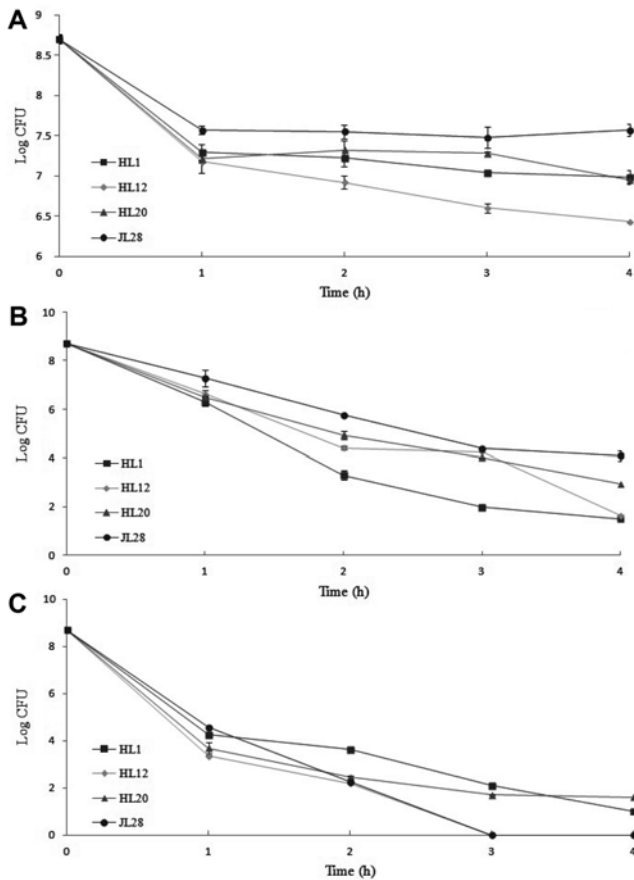 A
9
8.5
8
7.5
7
6.5
6
Log CFU
HL1
HL12
HL20
JL28
0 1 2 3 4
Time (h)
B
10
8
6
4
2
0
Log CFU
HL1
HL12
HL20
JL28
0 1 2 3 4
Time (h)
C
10
8
6
4
2
0
Log CFU
HL1
HL12
HL20
JL28
0 1 2 3 4
Time (h)